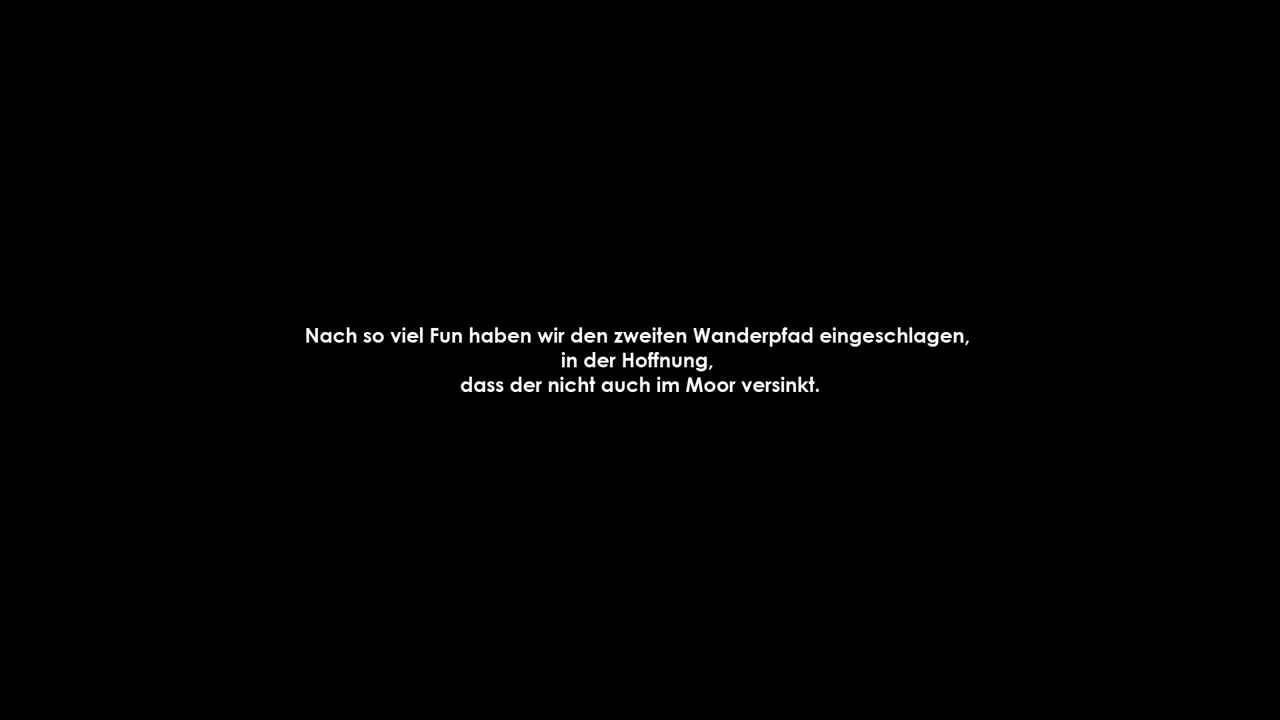 Nach so viel Fun haben wir den zweiten Wanderpfad eingeschlagen,
in der Hoffnung,
dass der nicht auch im Moor versinkt.